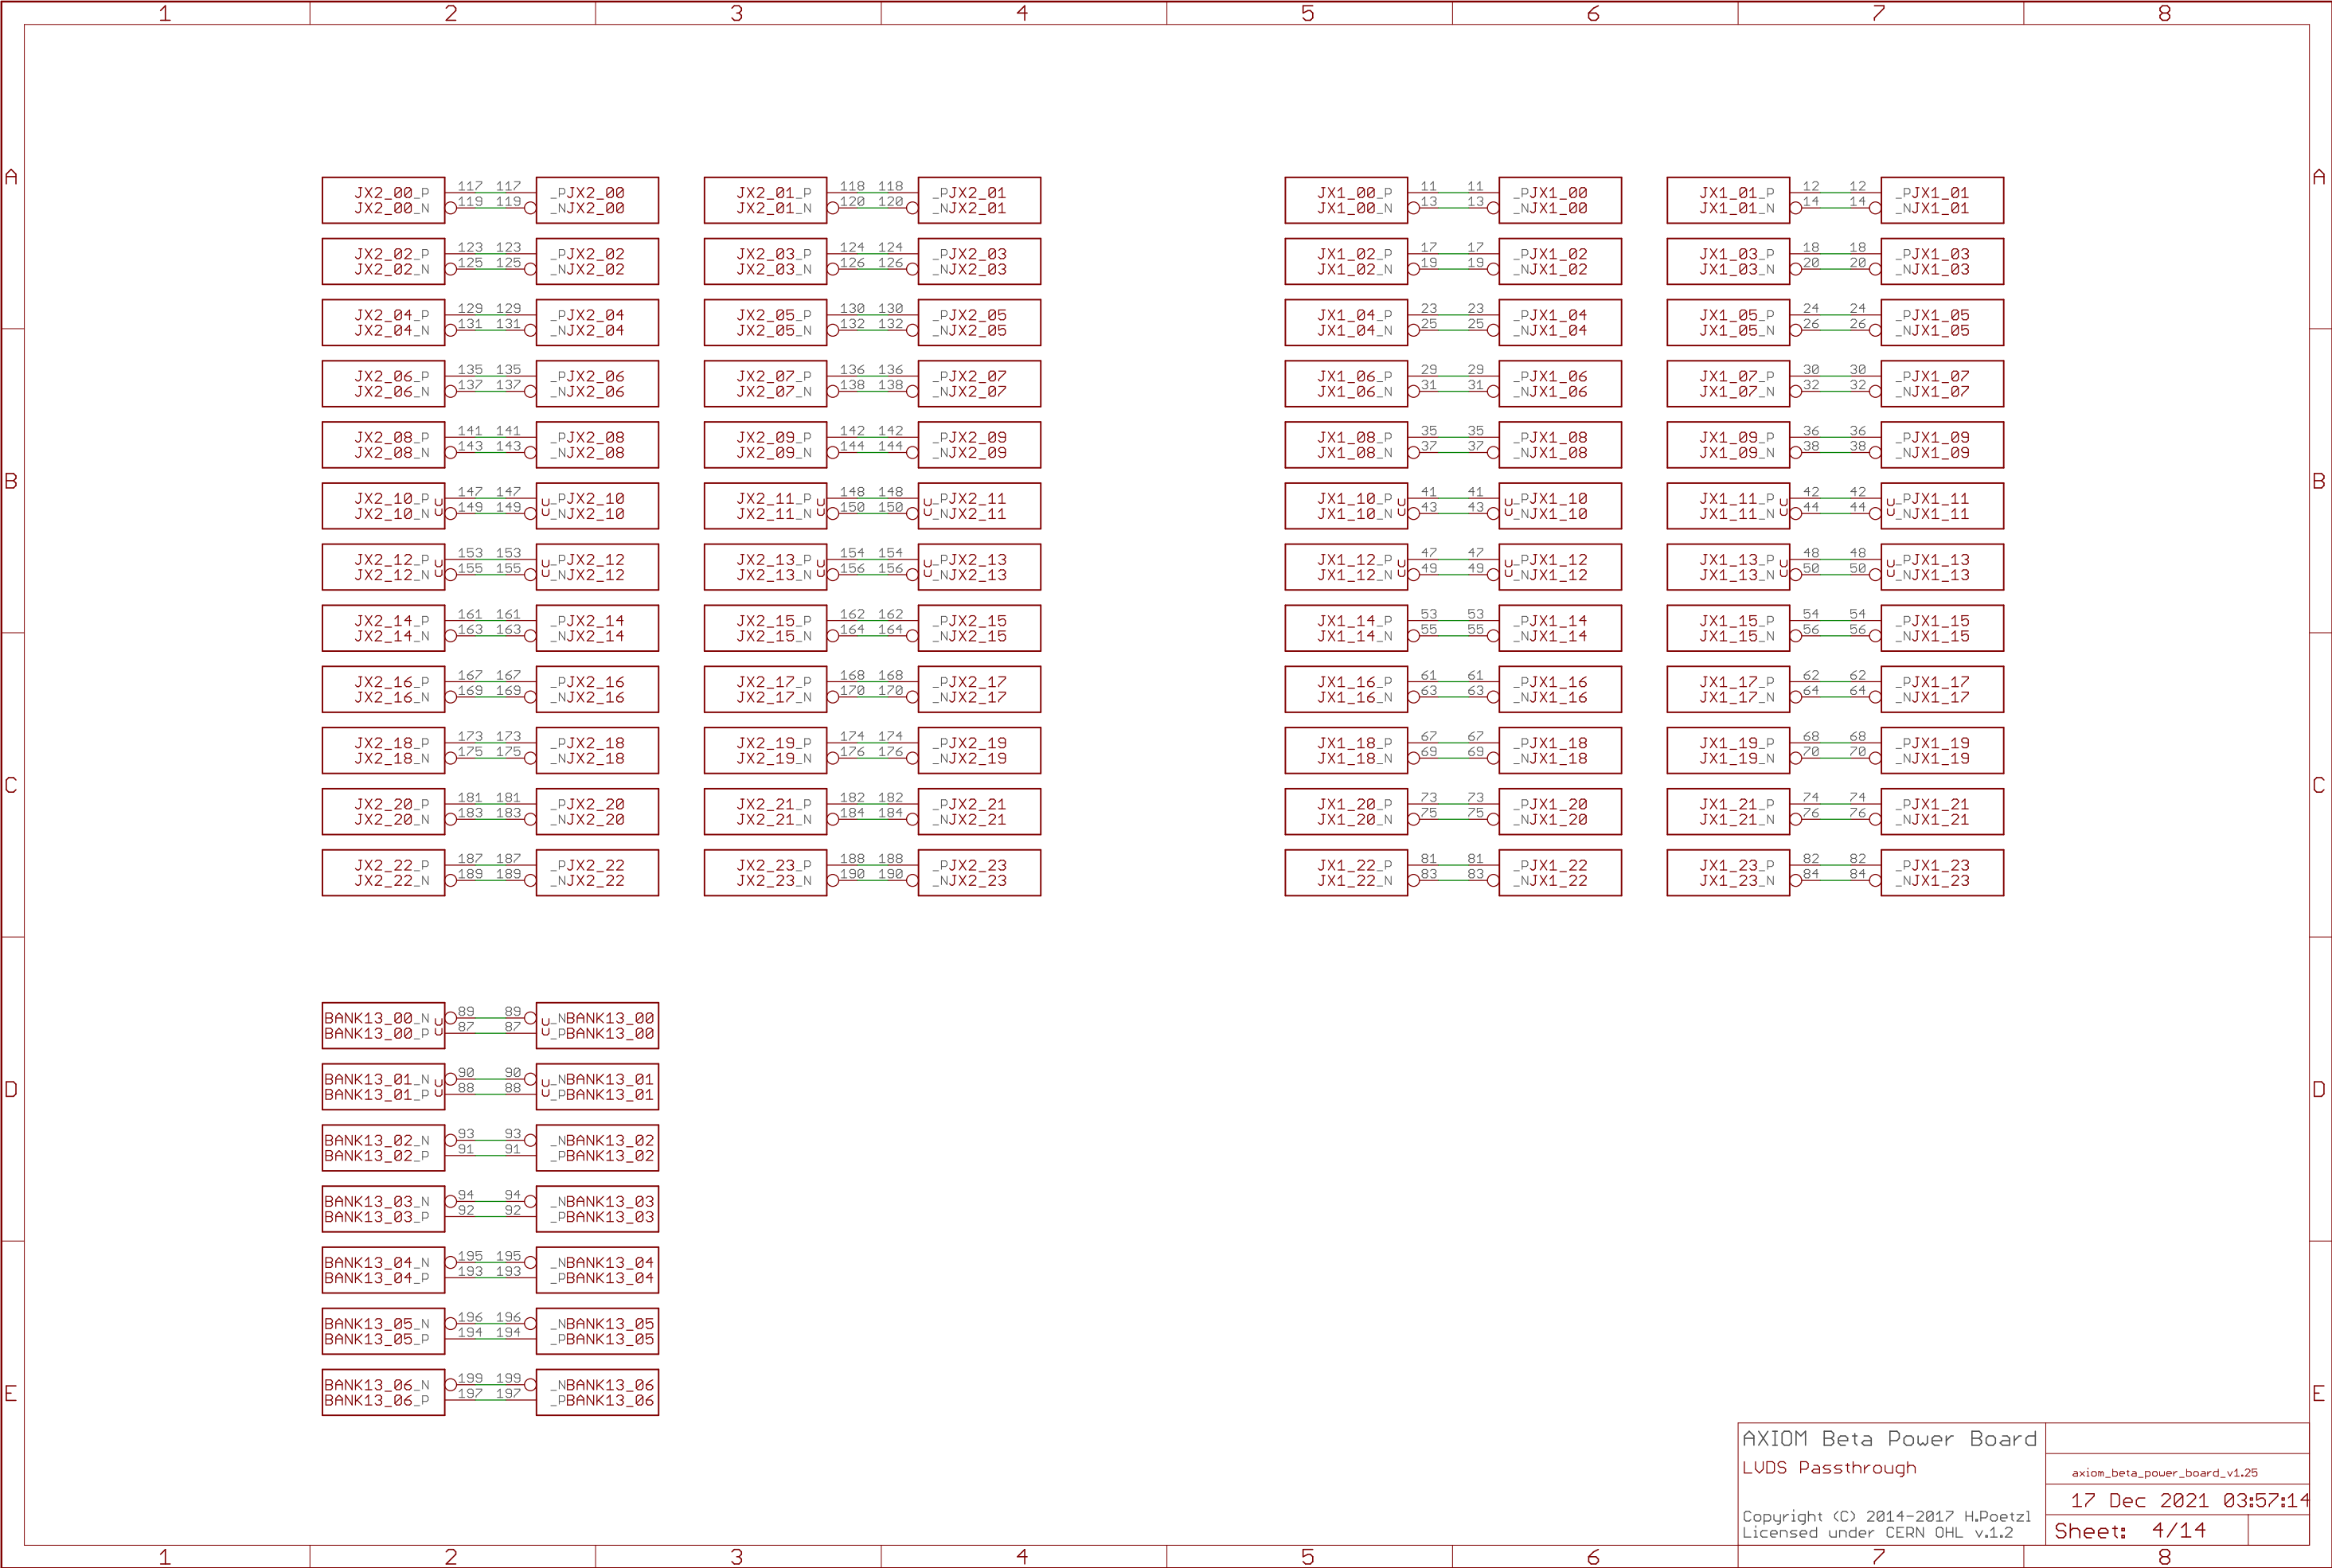 1 2 3 4 5 6 7 8
A A
JX2_00_P 117 117 _PJX2_00 JX2_01_P 118 118 _PJX2_01 JX1_00_P 11 11 _PJX1_00 JX1_01_P 12 12 _PJX1_01
JX2_00_N 119 119 _NJX2_00 JX2_01_N 120 120 _NJX2_01 JX1_00_N 13 13 _NJX1_00 JX1_01_N 14 14 _NJX1_01
JX2_02_P 123 123 _PJX2_02 JX2_03_P 124 124 _PJX2_03 JX1_02_P 17 17 _PJX1_02 JX1_03_P 18 18 _PJX1_03
JX2_02_N 125 125 _NJX2_02 JX2_03_N 126 126 _NJX2_03 JX1_02_N 19 19 _NJX1_02 JX1_03_N 20 20 _NJX1_03
JX2_04_P 129 129 _PJX2_04 JX2_05_P 130 130 _PJX2_05 JX1_04_P 23 23 _PJX1_04 JX1_05_P 24 24 _PJX1_05
JX2_04_N 131 131 _NJX2_04 JX2_05_N 132 132 _NJX2_05 JX1_04_N 25 25 _NJX1_04 JX1_05_N 26 26 _NJX1_05
JX2_06_P 135 135 _PJX2_06 JX2_07_P 136 136 _PJX2_07 JX1_06_P 29 29 _PJX1_06 JX1_07_P 30 30 _PJX1_07
JX2_06_N 137 137 _NJX2_06 JX2_07_N 138 138 _NJX2_07 JX1_06_N 31 31 _NJX1_06 JX1_07_N 32 32 _NJX1_07
JX2_08_P 141 141 _PJX2_08 JX2_09_P 142 142 _PJX2_09 JX1_08_P 35 35 _PJX1_08 JX1_09_P 36 36 _PJX1_09
JX2_08_N 143 143 _NJX2_08 JX2_09_N 144 144 _NJX2_09 JX1_08_N 37 37 _NJX1_08 JX1_09_N 38 38 _NJX1_09
B B
JX2_10_P U 147 147 U _PJX2_10 JX2_11_P U 148 148 U _PJX2_11 JX1_10_P U 41 41 U _PJX1_10 JX1_11_P U 42 42 U _PJX1_11
JX2_10_N U 149 149 U _NJX2_10 JX2_11_N U 150 150 U _NJX2_11 JX1_10_N U 43 43 U _NJX1_10 JX1_11_N U 44 44 U _NJX1_11
JX2_12_P U 153 153 U _PJX2_12 JX2_13_P U 154 154 U _PJX2_13 JX1_12_P U 47 47 U _PJX1_12 JX1_13_P U 48 48 U _PJX1_13
JX2_12_N U 155 155 U _NJX2_12 JX2_13_N U 156 156 U _NJX2_13 JX1_12_N U 49 49 U _NJX1_12 JX1_13_N U 50 50 U _NJX1_13
JX2_14_P 161 161 _PJX2_14 JX2_15_P 162 162 _PJX2_15 JX1_14_P 53 53 _PJX1_14 JX1_15_P 54 54 _PJX1_15
JX2_14_N 163 163 _NJX2_14 JX2_15_N 164 164 _NJX2_15 JX1_14_N 55 55 _NJX1_14 JX1_15_N 56 56 _NJX1_15
JX2_16_P 167 167 _PJX2_16 JX2_17_P 168 168 _PJX2_17 JX1_16_P 61 61 _PJX1_16 JX1_17_P 62 62 _PJX1_17
JX2_16_N 169 169 _NJX2_16 JX2_17_N 170 170 _NJX2_17 JX1_16_N 63 63 _NJX1_16 JX1_17_N 64 64 _NJX1_17
JX2_18_P 173 173 _PJX2_18 JX2_19_P 174 174 _PJX2_19 JX1_18_P 67 67 _PJX1_18 JX1_19_P 68 68 _PJX1_19
JX2_18_N 175 175 _NJX2_18 JX2_19_N 176 176 _NJX2_19 JX1_18_N 69 69 _NJX1_18 JX1_19_N 70 70 _NJX1_19
C C
JX2_20_P 181 181 _PJX2_20 JX2_21_P 182 182 _PJX2_21 JX1_20_P 73 73 _PJX1_20 JX1_21_P 74 74 _PJX1_21
JX2_20_N 183 183 _NJX2_20 JX2_21_N 184 184 _NJX2_21 JX1_20_N 75 75 _NJX1_20 JX1_21_N 76 76 _NJX1_21
JX2_22_P 187 187 _PJX2_22 JX2_23_P 188 188 _PJX2_23 JX1_22_P 81 81 _PJX1_22 JX1_23_P 82 82 _PJX1_23
JX2_22_N 189 189 _NJX2_22 JX2_23_N 190 190 _NJX2_23 JX1_22_N 83 83 _NJX1_22 JX1_23_N 84 84 _NJX1_23
BANK13_00_N U 89 89 U _NBANK13_00
BANK13_00_P U 87 87 U _PBANK13_00
BANK13_01_N U 90 90 U _NBANK13_01
D D
BANK13_01_P U 88 88 U _PBANK13_01
BANK13_02_N 93 93 _NBANK13_02
BANK13_02_P 91 91 _PBANK13_02
BANK13_03_N 94 94 _NBANK13_03
BANK13_03_P 92 92 _PBANK13_03
BANK13_04_N 195 195 _NBANK13_04
BANK13_04_P 193 193 _PBANK13_04
BANK13_05_N 196 196 _NBANK13_05
BANK13_05_P 194 194 _PBANK13_05
BANK13_06_N 199 199 _NBANK13_06
E E
BANK13_06_P 197 197 _PBANK13_06
AXIOM Beta Power Board
LVDS Passthrough
axiom_beta_power_board_v1.25
17 Dec 2021 03:57:14
Copyright (C) 2014-2017 H.Poetzl
Licensed under CERN OHL v.1.2
Sheet: 4/14
1 2 3 4 5 6 7 8